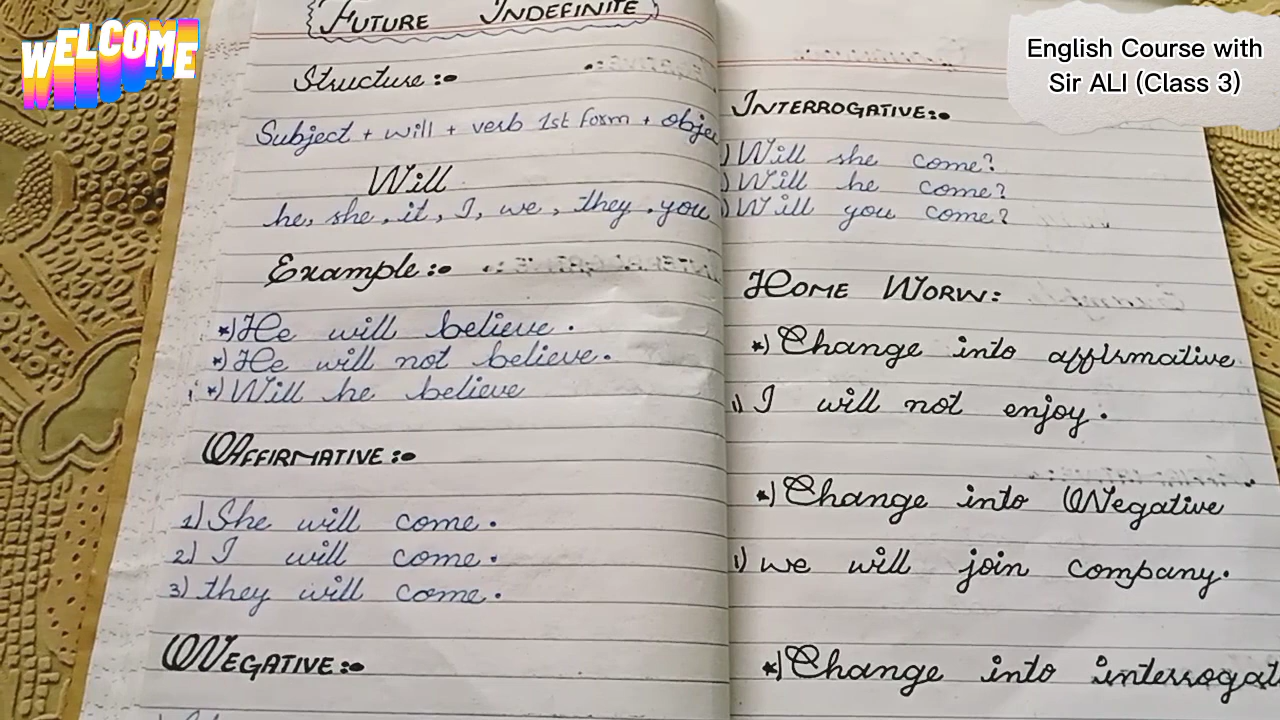 WELCOME
English Course with
Sir ALI (Class 3)
FUTURE INDEFINITE
Structure:
Subject + will + verb 1st form + objec
Will
he, she, it, I, we, they, you
Example:
*) He will believe.
*) He will not believe.
*) Will he believe
AFFIRMATIVE:
1) She will come.
2) I will come.
3) they will come.
NEGATIVE:
INTERROGATIVE:
) Will she come?
) Will he come?
) Will you come?
HOME WORW:
*) Change into affirmative
1) I will not enjoy.
*) Change into Negative
1) we will join company.
*) Change into interrogat